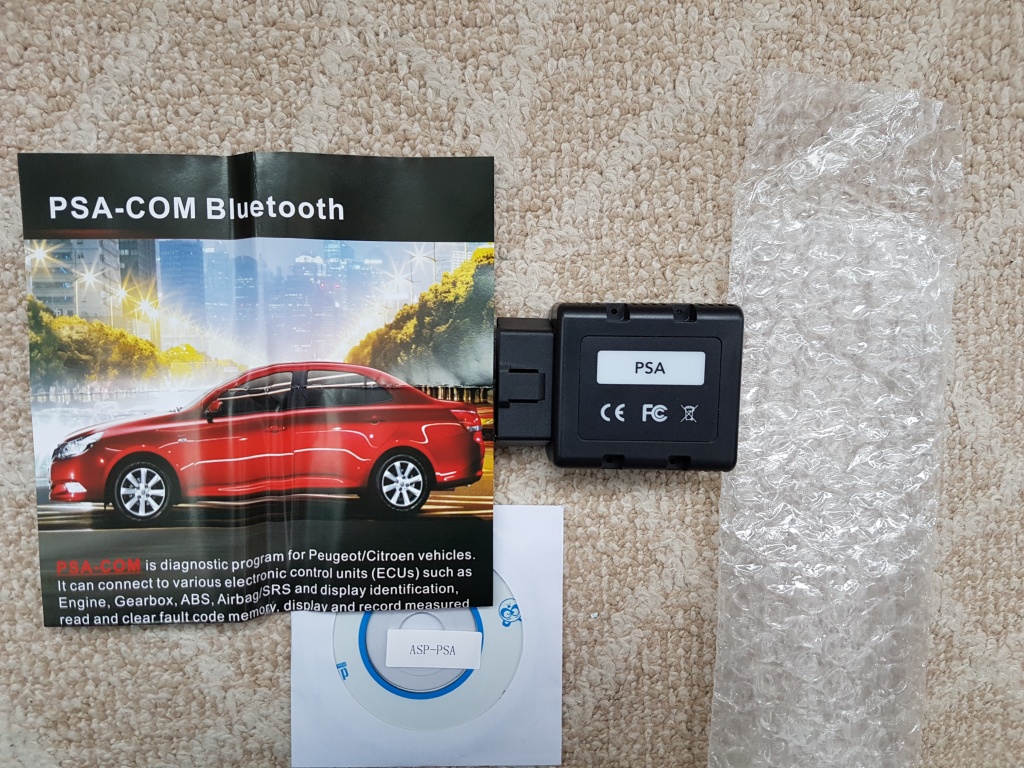 PSA-COM Bluetooth
PSA-COM is diagnostic program for Peugeot/Citroen vehicles.
It can connect to various electronic control units (ECUs) such as
Engine, Gearbox, ABS, Airbag/SRS and display identification,
read and clear fault code memory, display and record measured
PSA
CE FC
ASP-PSA